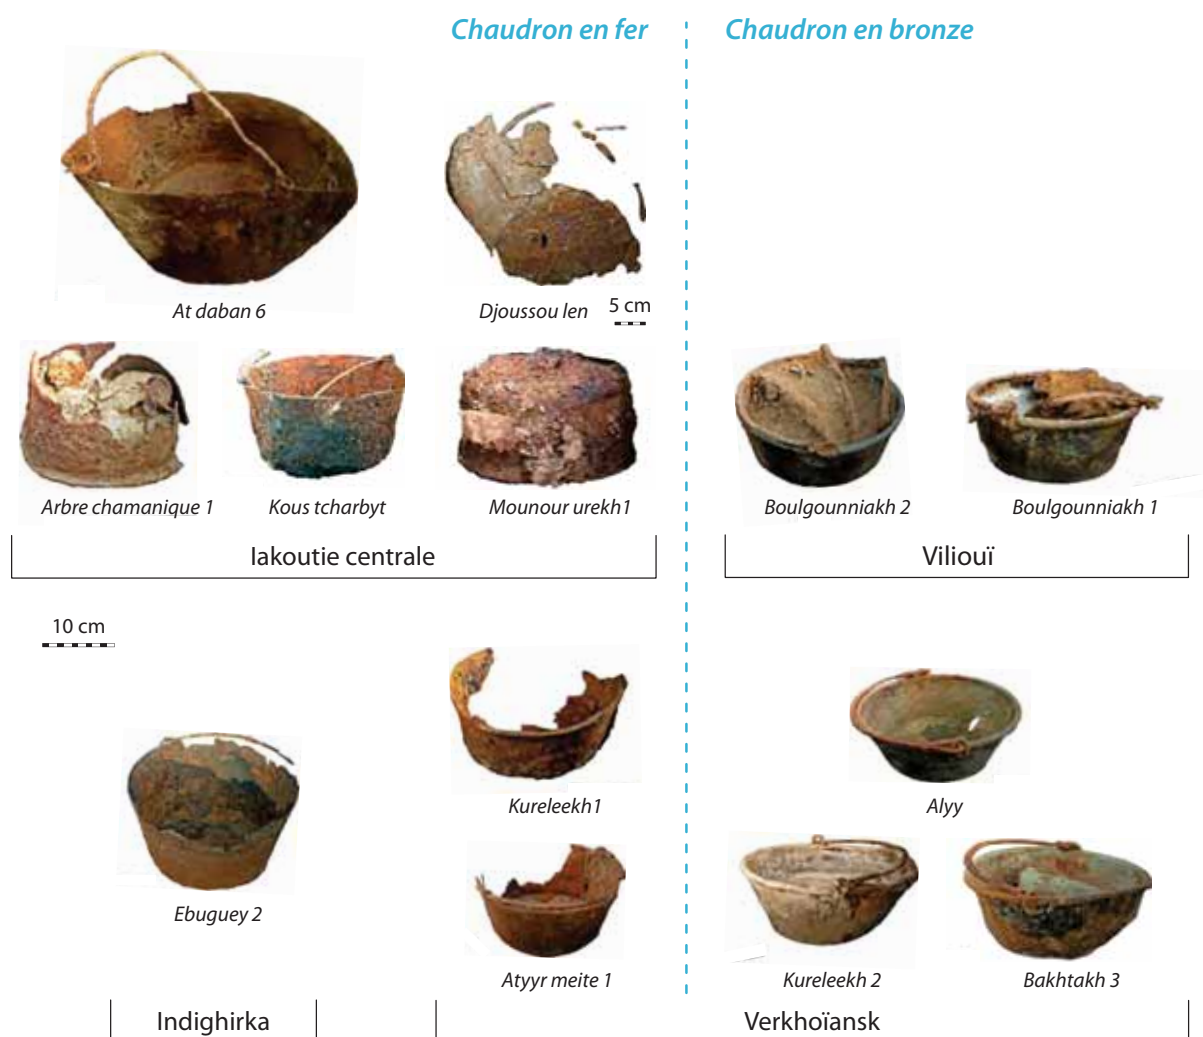 Chaudron en fer
Chaudron en bronze
At daban 6
Djoussou len
5 cm
Arbre chamanique 1
Kous tcharbyt
Mounour urekh1
Boulgounniakh 2
Boulgounniakh 1
Iakoutie centrale
Viliouï
10 cm
Kureleekh1
Alyy
Ebuguey 2
Atyyr meite 1
Kureleekh 2
Bakhtakh 3
Indighirka
Verkhoïansk